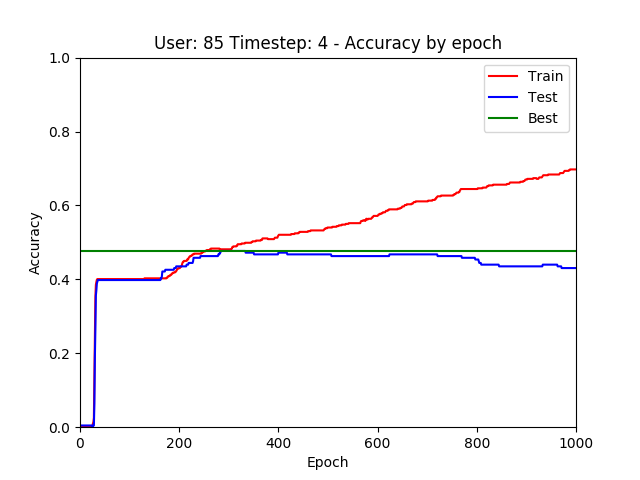 User: 85 Timestep: 4 - Accuracy by epoch
1.0
0.8
0.6
0.4
0.2
0.0
Accuracy
Train
Test
Best
0 200 400 600 800 1000
Epoch